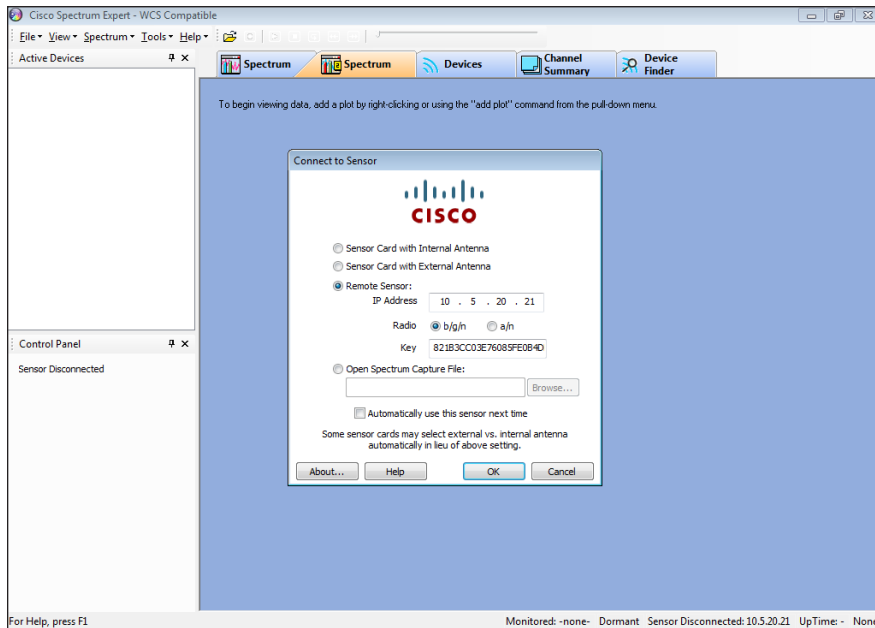 Cisco Spectrum Expert - WCS Compatible
File View Spectrum Tools Help
Active Devices
Spectrum
2 Spectrum
Devices
Channel Summary
Device Finder
To begin viewing data, add a plot by right-clicking or using the "add plot" command from the pull-down menu.
Connect to Sensor
CISCO
Sensor Card with Internal Antenna
Sensor Card with External Antenna
Remote Sensor:
IP Address 10 . 5 . 20 . 21
Radio b/g/n a/n
Key 821B3CC03E76085FE0B4D
Open Spectrum Capture File:
Browse...
Automatically use this sensor next time
Some sensor cards may select external vs. internal antenna
automatically in lieu of above setting.
About... Help OK Cancel
Control Panel
Sensor Disconnected
For Help, press F1
Monitored: -none- Dormant Sensor Disconnected: 10.5.20.21 UpTime: - None